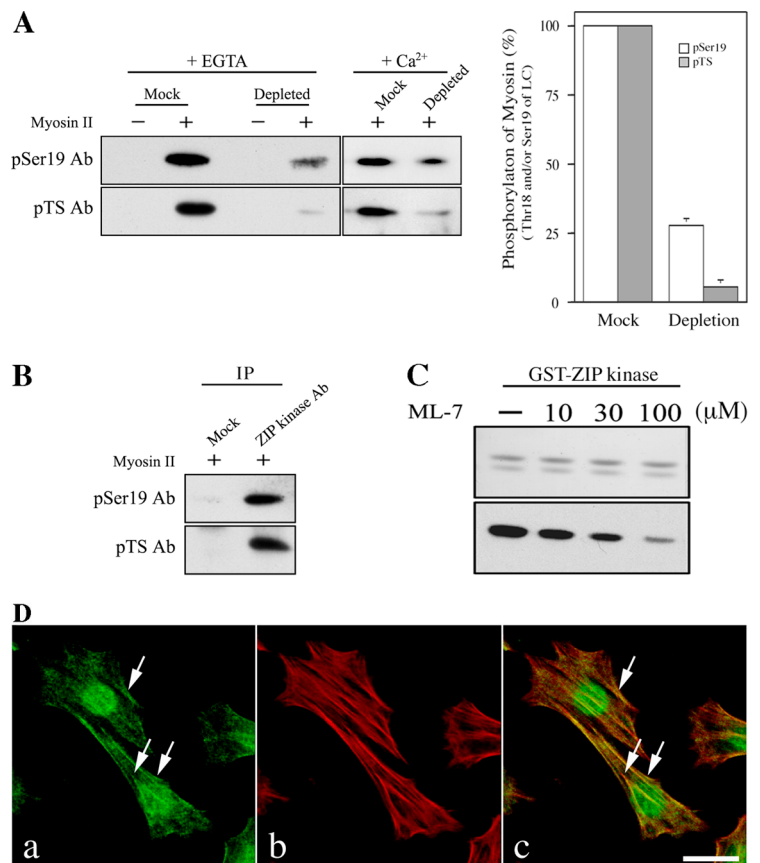 A
+ EGTA
+ Ca²⁺
Mock
Depleted
Mock
Depleted
Myosin II
− + − + + +
pSer19 Ab
pTS Ab
Phosphorylaton of Myosin (%)
( Thr18 and/or Ser19 of LC)
100
75
50
25
0
pSer19
pTS
Mock
Depletion
B
IP
Mock
ZIP kinase Ab
Myosin II
+ +
pSer19 Ab
pTS Ab
C
GST-ZIP kinase
ML-7 − 10 30 100 (μM)
D
a
b
c